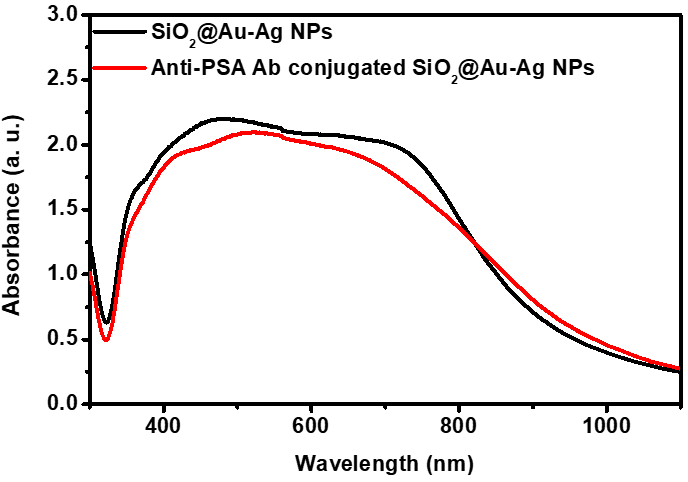 3.0
SiO₂@Au-Ag NPs
Anti-PSA Ab conjugated SiO₂@Au-Ag NPs
2.5
2.0
1.5
1.0
0.5
0.0
Absorbance (a. u.)
400 600 800 1000
Wavelength (nm)